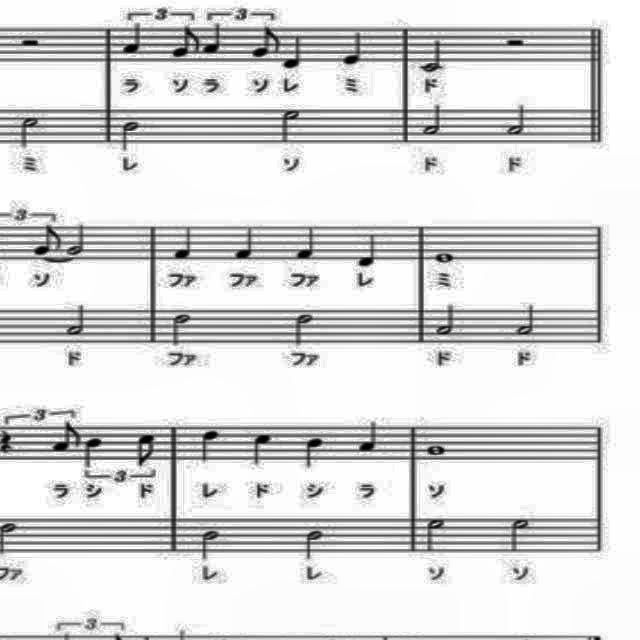 3 3
ラ ソ ラ ソ レ ミ ド
ミ レ ソ ド ド
3
ソ ファ ファ ファ レ ミ
ド ファ ファ ド ド
3
3
ラ シ ド レ ド シ ラ ソ
ファ レ レ ソ ソ
3